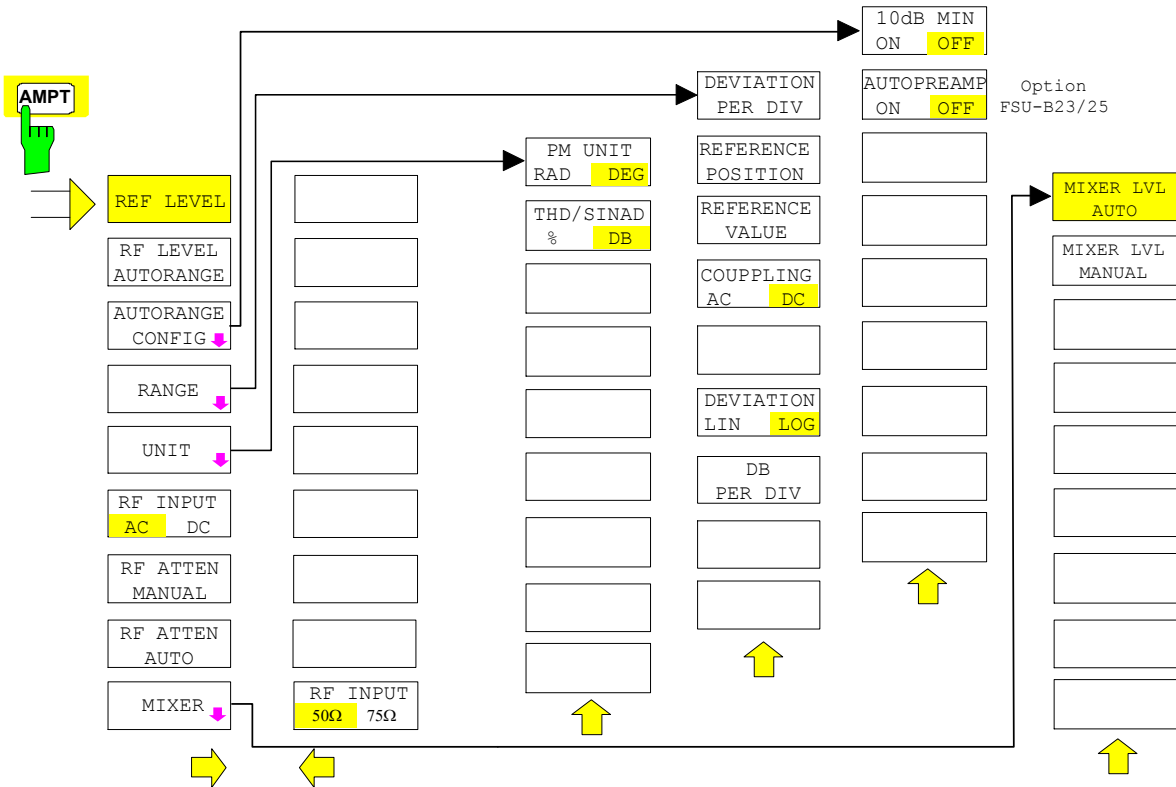 AMPT
REF LEVEL
RF LEVEL
AUTORANGE
AUTORANGE
CONFIG
RANGE
UNIT
RF INPUT
AC DC
RF ATTEN
MANUAL
RF ATTEN
AUTO
MIXER
RF INPUT
50Ω 75Ω
PM UNIT
RAD DEG
THD/SINAD
% DB
DEVIATION
PER DIV
REFERENCE
POSITION
REFERENCE
VALUE
COUPPLING
AC DC
DEVIATION
LIN LOG
DB
PER DIV
10dB MIN
ON OFF
AUTOPREAMP
ON OFF
Option
FSU-B23/25
MIXER LVL
AUTO
MIXER LVL
MANUAL